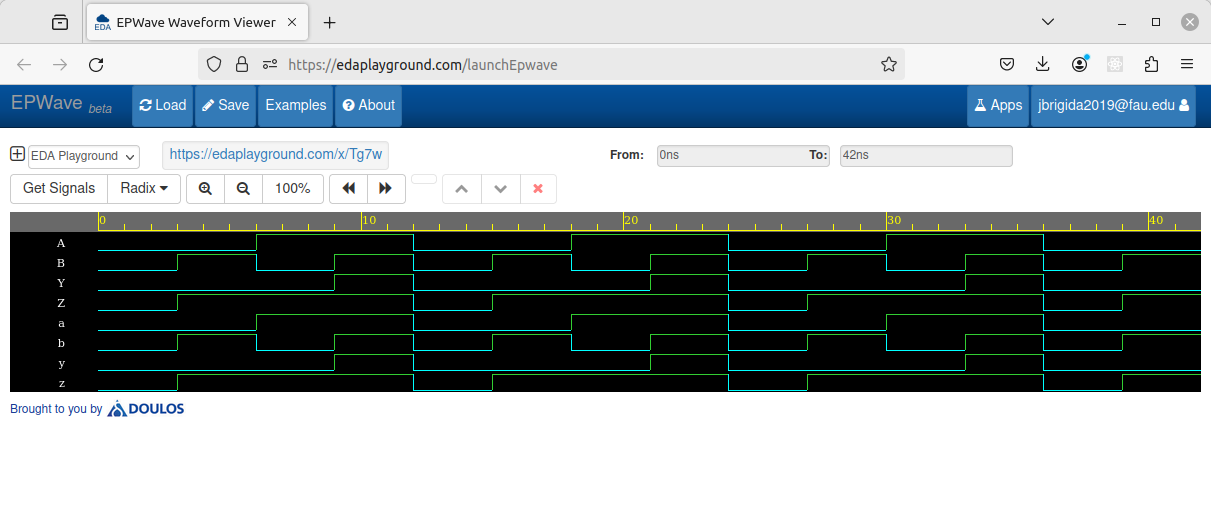 EDA EPWave Waveform Viewer
https://edaplayground.com/launchEpwave
EPWave beta Load Save Examples About Apps jbrigida2019@fau.edu
EDA Playground https://edaplayground.com/x/Tg7w From: 0ns To: 42ns
Get Signals Radix 100%
0 10 20 30 40
A
B
Y
Z
a
b
y
z
Brought to you by DOULOS